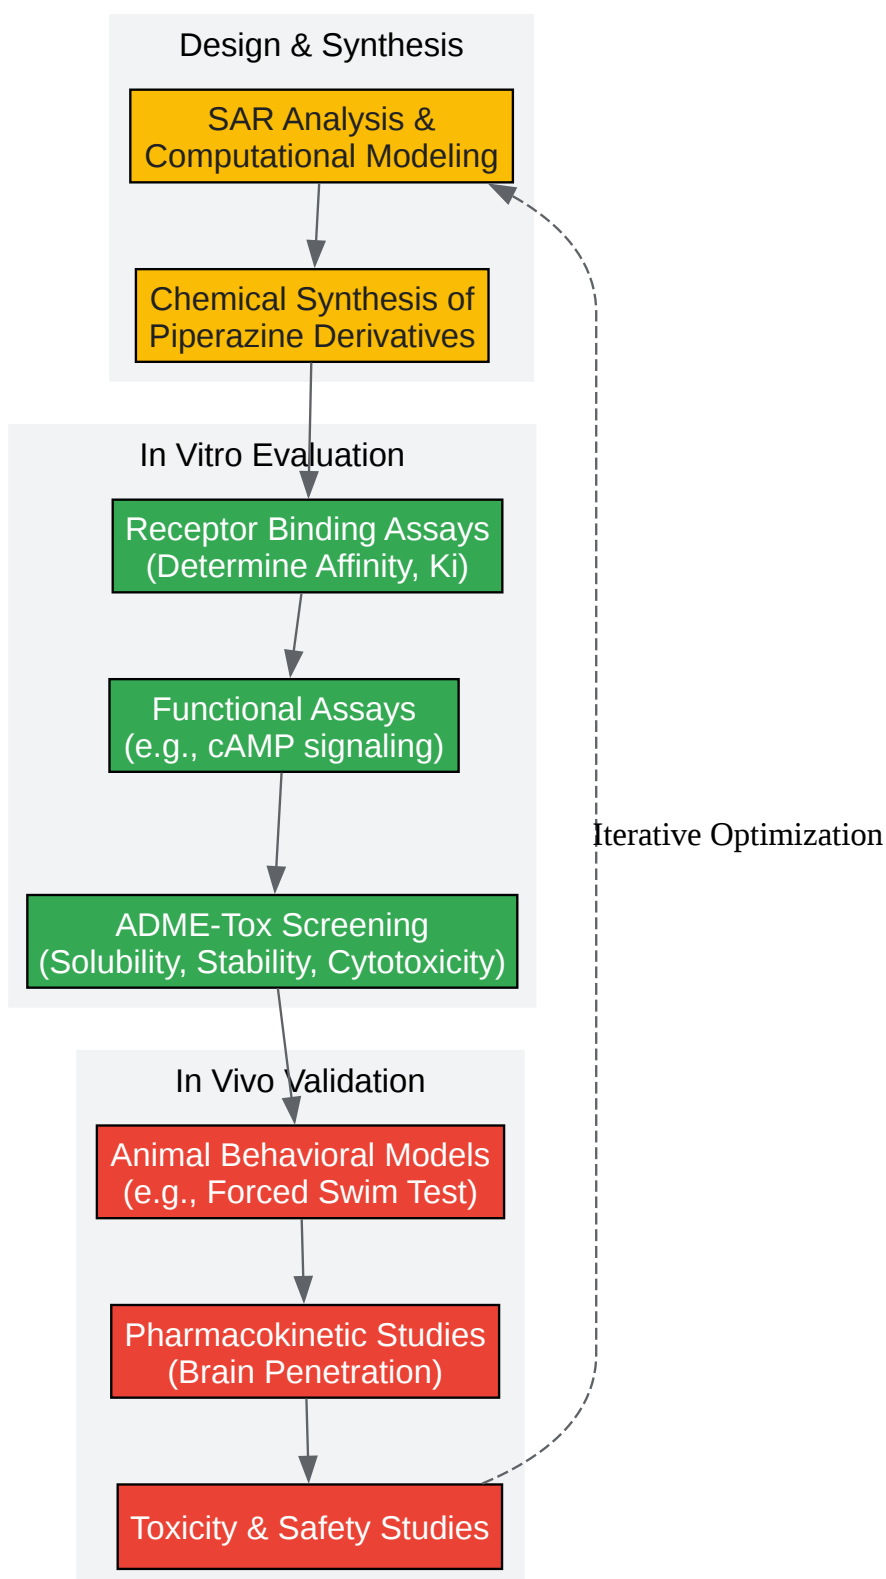 Design & Synthesis
SAR Analysis &
Computational Modeling
Chemical Synthesis of
Piperazine Derivatives
In Vitro Evaluation
Receptor Binding Assays
(Determine Affinity, Ki)
Functional Assays
(e.g., cAMP signaling)
Iterative Optimization
ADME-Tox Screening
(Solubility, Stability, Cytotoxicity)
In Vivo Validation
Animal Behavioral Models
(e.g., Forced Swim Test)
Pharmacokinetic Studies
(Brain Penetration)
Toxicity & Safety Studies